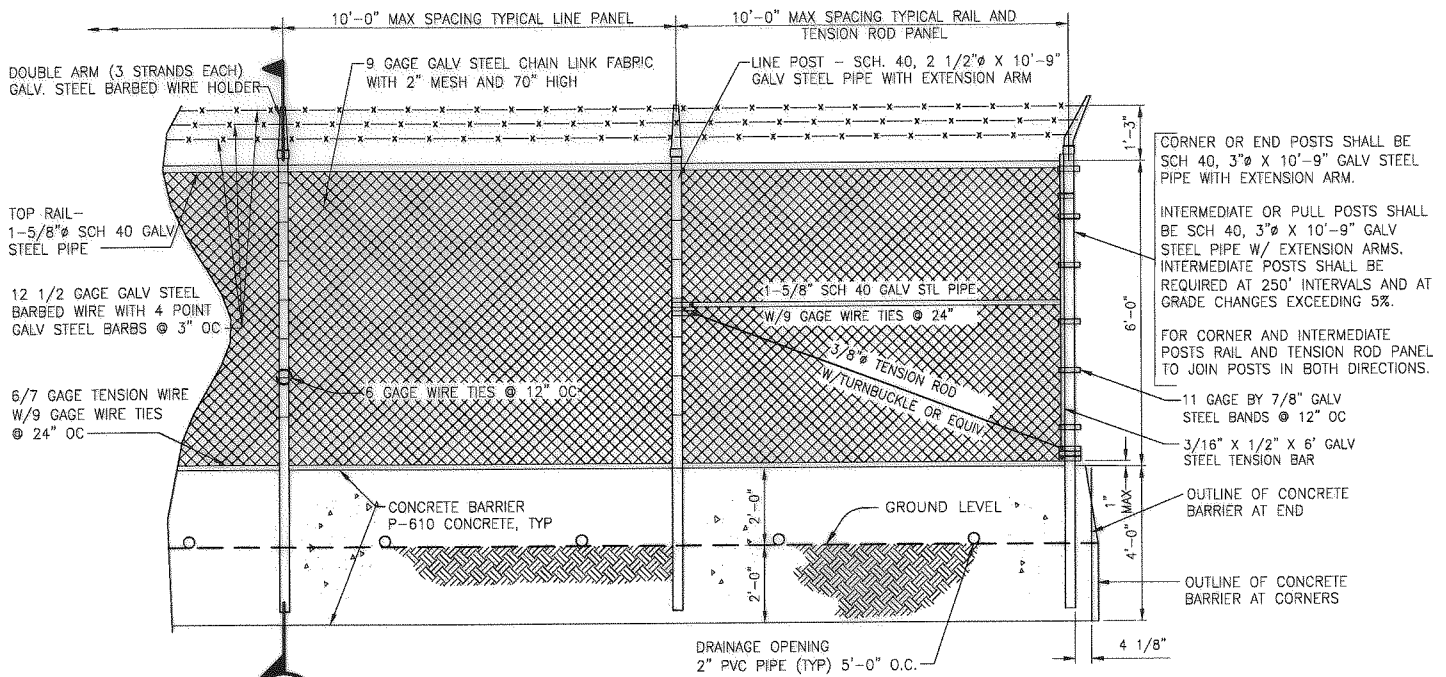 10'-0" MAX SPACING TYPICAL LINE PANEL
10'-0" MAX SPACING TYPICAL RAIL AND
TENSION ROD PANEL
DOUBLE ARM (3 STRANDS EACH)
GALV. STEEL BARBED WIRE HOLDER
9 GAGE GALV STEEL CHAIN LINK FABRIC
WITH 2" MESH AND 70" HIGH
LINE POST - SCH. 40, 2 1/2"ø X 10'-9"
GALV STEEL PIPE WITH EXTENSION ARM
1'-3"
CORNER OR END POSTS SHALL BE
SCH 40, 3"ø X 10'-9" GALV STEEL
PIPE WITH EXTENSION ARM.
INTERMEDIATE OR PULL POSTS SHALL
BE SCH 40, 3"ø X 10'-9" GALV
STEEL PIPE W/ EXTENSION ARMS.
INTERMEDIATE POSTS SHALL BE
REQUIRED AT 250' INTERVALS AND AT
GRADE CHANGES EXCEEDING 5%.
FOR CORNER AND INTERMEDIATE
POSTS RAIL AND TENSION ROD PANEL
TO JOIN POSTS IN BOTH DIRECTIONS.
TOP RAIL-
1-5/8"ø SCH 40 GALV
STEEL PIPE
12 1/2 GAGE GALV STEEL
BARBED WIRE WITH 4 POINT
GALV STEEL BARBS @ 3" OC
6'-0"
1-5/8" SCH 40 GALV STL PIPE
W/9 GAGE WIRE TIES @ 24"
3/8"ø TENSION ROD
W/TURNBUCKLE OR EQUIV.
6/7 GAGE TENSION WIRE
W/9 GAGE WIRE TIES
@ 24" OC
6 GAGE WIRE TIES @ 12" OC
11 GAGE BY 7/8" GALV
STEEL BANDS @ 12" OC
3/16" X 1/2" X 6' GALV
STEEL TENSION BAR
CONCRETE BARRIER
P-610 CONCRETE, TYP
2'-0"
GROUND LEVEL
1"
4'-0" MAX
OUTLINE OF CONCRETE
BARRIER AT END
2'-0"
OUTLINE OF CONCRETE
BARRIER AT CORNERS
DRAINAGE OPENING
2" PVC PIPE (TYP) 5'-0" O.C.
4 1/8"